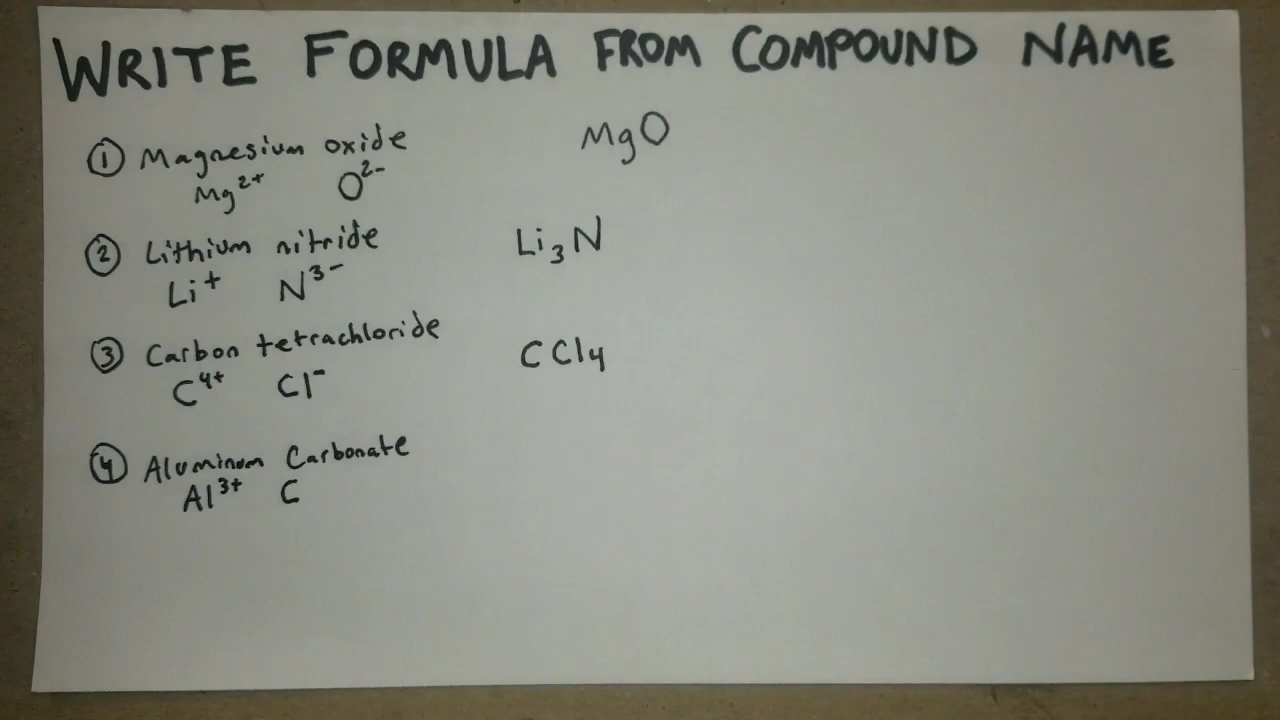 WRITE FORMULA FROM COMPOUND NAME
① Magnesium oxide MgO
Mg²⁺ O²⁻
② Lithium nitride Li₃N
Li⁺ N³⁻
③ Carbon tetrachloride CCl₄
C⁴⁺ Cl⁻
④ Aluminum Carbonate
Al³⁺ C